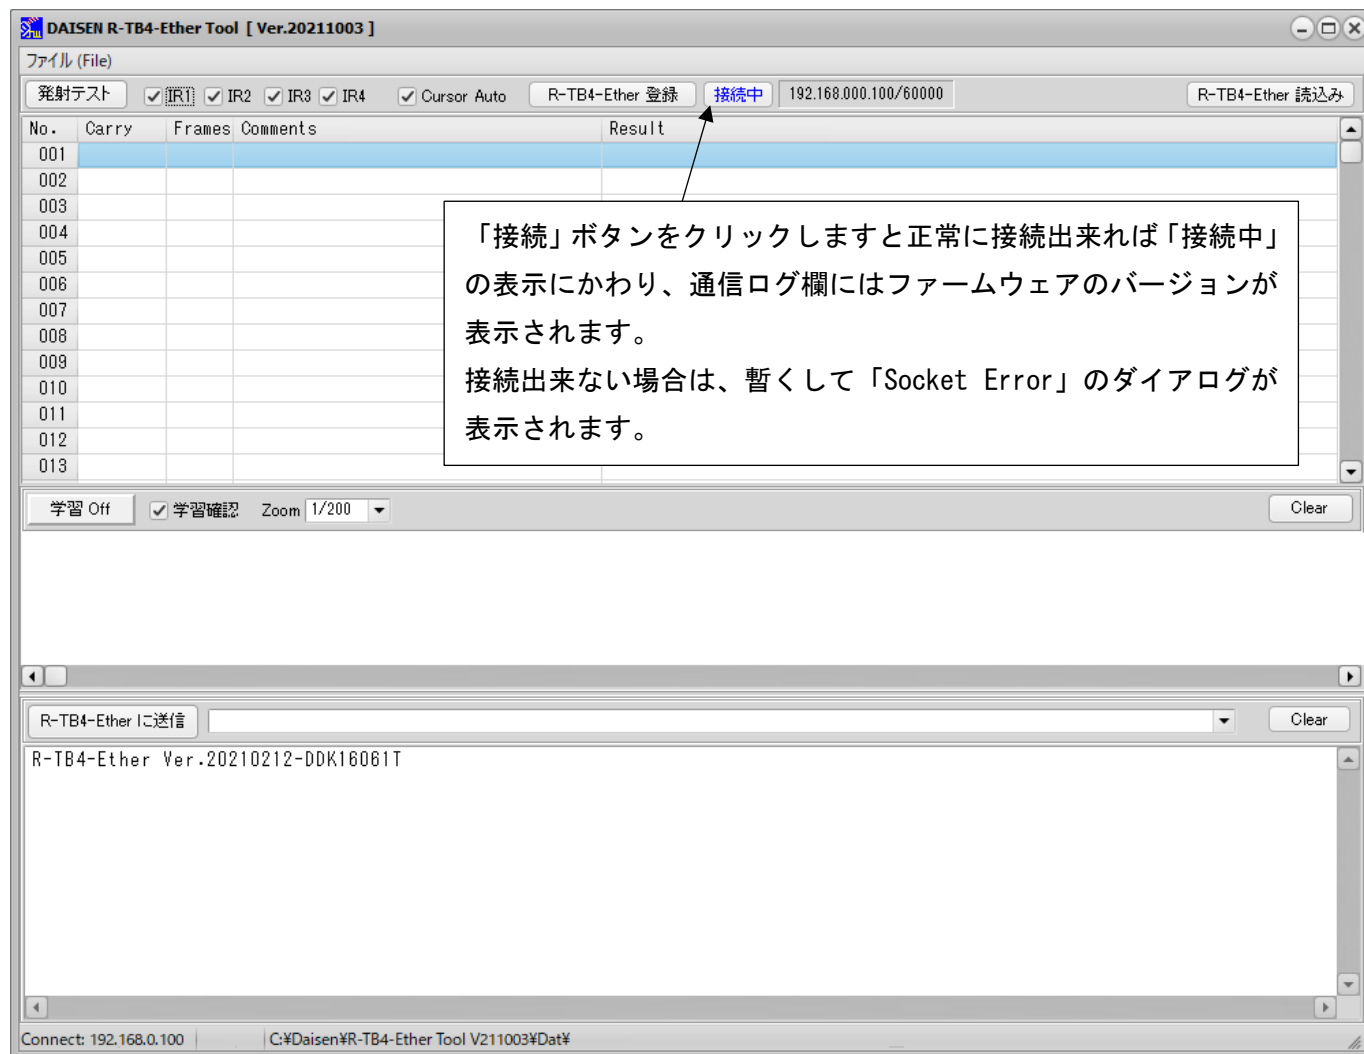 DAISEN R-TB4-Ether Tool [ Ver.20211003 ]
ファイル (File)
発射テスト IR1 IR2 IR3 IR4 Cursor Auto R-TB4-Ether 登録 接続中 192.168.000.100/60000 R-TB4-Ether 読込み
No. Carry Frames Comments Result
001
002
003
004
005
006
007
008
009
010
011
012
013
「接続」ボタンをクリックしますと正常に接続出来れば「接続中」
の表示にかわり、通信ログ欄にはファームウェアのバージョンが
表示されます。
接続出来ない場合は、暫くして「Socket Error」のダイアログが
表示されます。
学習 Off 学習確認 Zoom 1/200 Clear
R-TB4-Ether に送信 Clear
R-TB4-Ether Ver.20210212-DDK16061T
Connect: 192.168.0.100 C:¥Daisen¥R-TB4-Ether Tool V211003¥Dat¥